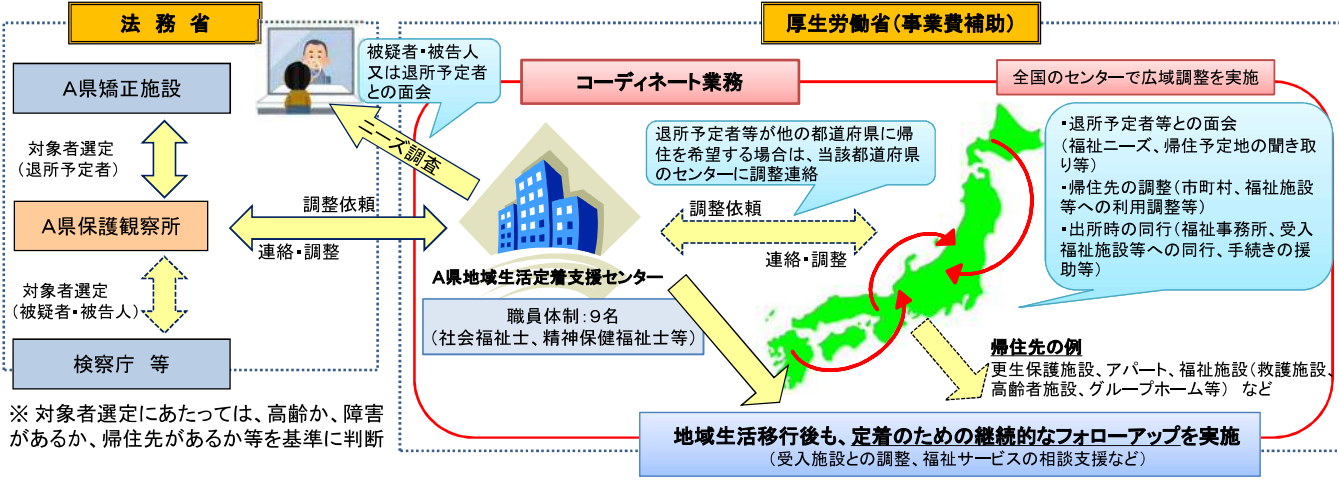 法 務 省
A県矯正施設
対象者選定
(退所予定者)
A県保護観察所
対象者選定
(被疑者・被告人)
検察庁 等
※ 対象者選定にあたっては、高齢か、障害
があるか、帰住先があるか等を基準に判断
被疑者・被告人
又は退所予定者
との面会
ニーズ調査
調整依頼
連絡・調整
厚生労働省(事業費補助)
コーディネート業務
全国のセンターで広域調整を実施
退所予定者等が他の都道府県に帰
住を希望する場合は、当該都道府県
のセンターに調整連絡
調整依頼
連絡・調整
A県地域生活定着支援センター
職員体制:9名
(社会福祉士、精神保健福祉士等)
・退所予定者等との面会
(福祉ニーズ、帰住予定地の聞き取
り等)
・帰住先の調整(市町村、福祉施設
等への利用調整等)
・出所時の同行(福祉事務所、受入
福祉施設等への同行、手続きの援
助等)
帰住先の例
更生保護施設、アパート、福祉施設(救護施設、
高齢者施設、グループホーム等) など
地域生活移行後も、定着のための継続的なフォローアップを実施
(受入施設との調整、福祉サービスの相談支援など)